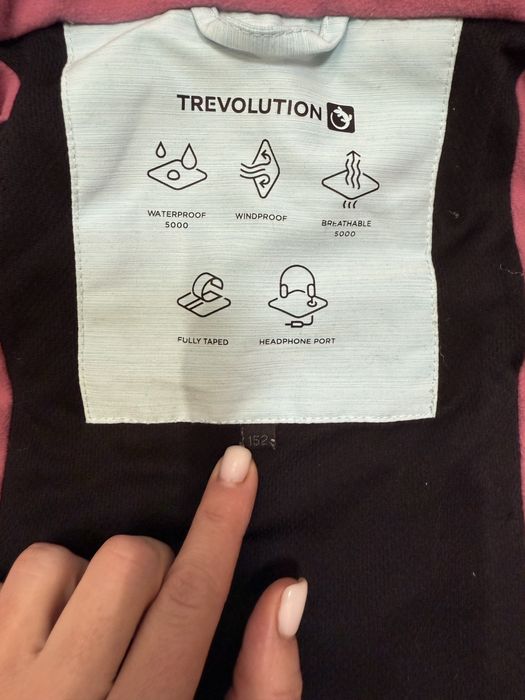 TREVOLUTION
WATERPROOF
5000
WINDPROOF
BREATHABLE
5000
FULLY TAPED
HEADPHONE PORT
152